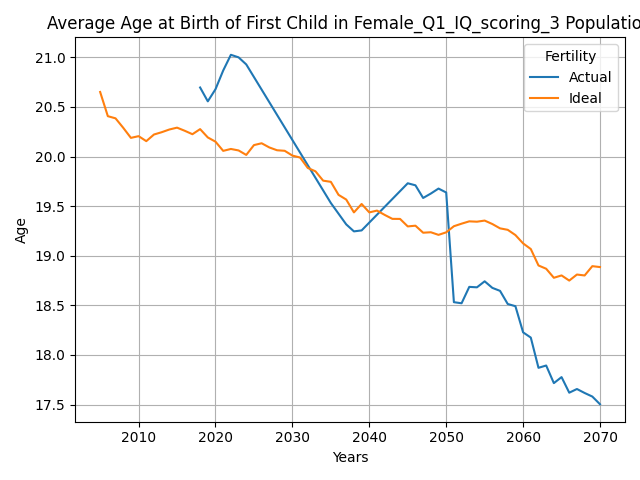 Average Age at Birth of First Child in Female_Q1_IQ_scoring_3 Populatio
Fertility
Actual
Ideal
21.0
20.5
20.0
19.5
19.0
18.5
18.0
17.5
Age
2010 2020 2030 2040 2050 2060 2070
Years